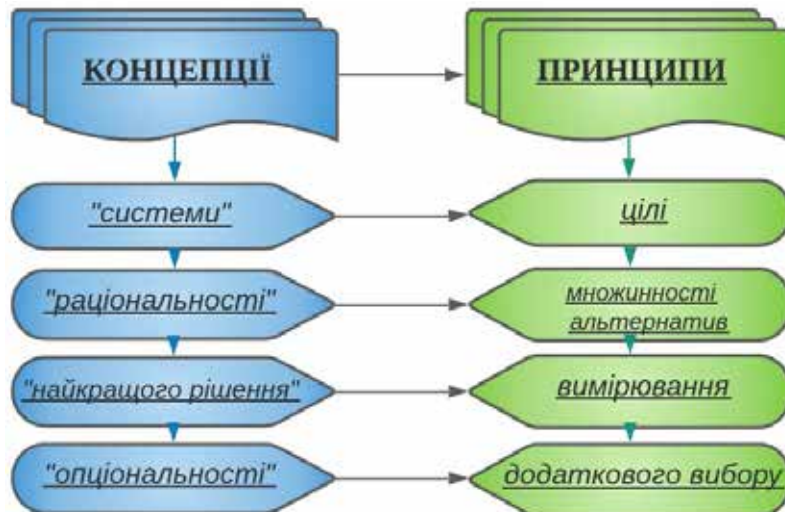 КОНЦЕПЦІЇ
ПРИНЦИПИ
"системи"
цілі
"раціональності"
множинності
альтернатив
"найкращого рішення"
вимірювання
"опціональності"
додаткового вибору